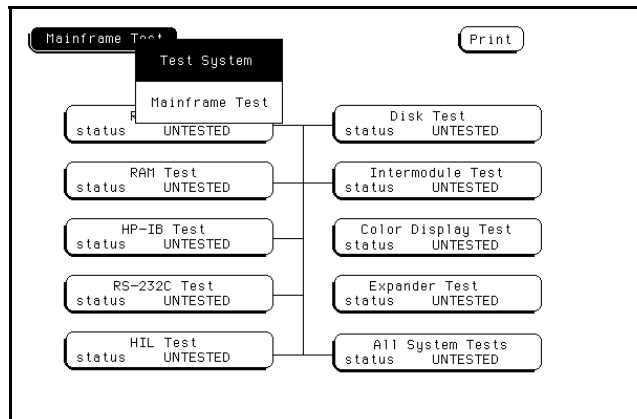 Mainframe Test
Print
Test System
Mainframe Test
status UNTESTED
Disk Test
status UNTESTED
RAM Test
status UNTESTED
Intermodule Test
status UNTESTED
HP-IB Test
status UNTESTED
Color Display Test
status UNTESTED
RS-232C Test
status UNTESTED
Expander Test
status UNTESTED
HIL Test
status UNTESTED
All System Tests
status UNTESTED